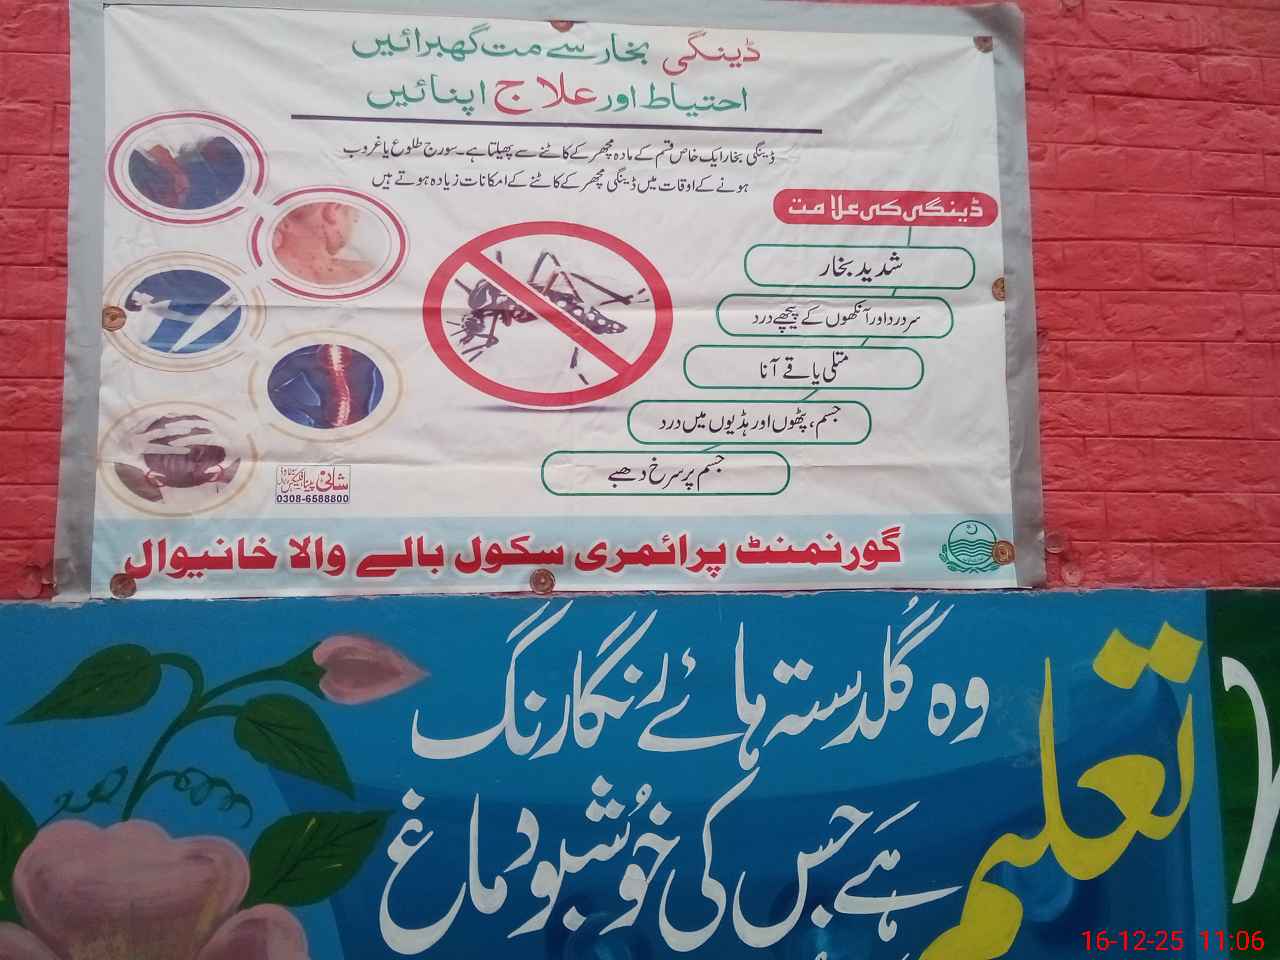 ڈینگی بخار سے مت گھبرائیں
احتیاط اور علاج اپنائیں
ڈینگی بخار ایک خاص قسم کے مادہ مچھر کے کاٹنے سے پھیلتا ہے۔ سورج طلوع یا غروب
ہونے کے اوقات میں ڈینگی مچھر کے کاٹنے کے امکانات زیادہ ہوتے ہیں
ڈینگی کی علامت
شدید بخار
سر درد اور آنکھوں کے پیچھے درد
متلی یا قے آنا
جسم، پٹھوں اور ہڈیوں میں درد
جسم پر سرخ دھبے
شانی
0308-6588800
گورنمنٹ پرائمری سکول بالے والا خانیوال
تعلیم وہ گلدستہ ہائے رنگا رنگ
ہے جس کی خوشبو دماغ
16-12-25 11:06